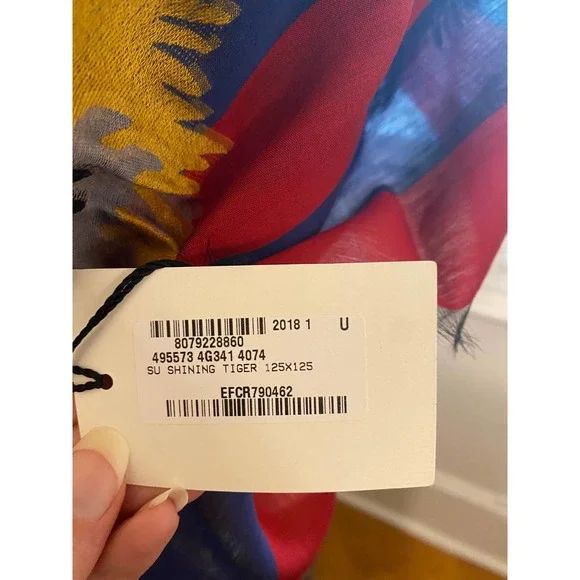 2018 1 U
8079228860
495573 4G341 4074
SU SHINING TIGER 125X125
EFCR790462